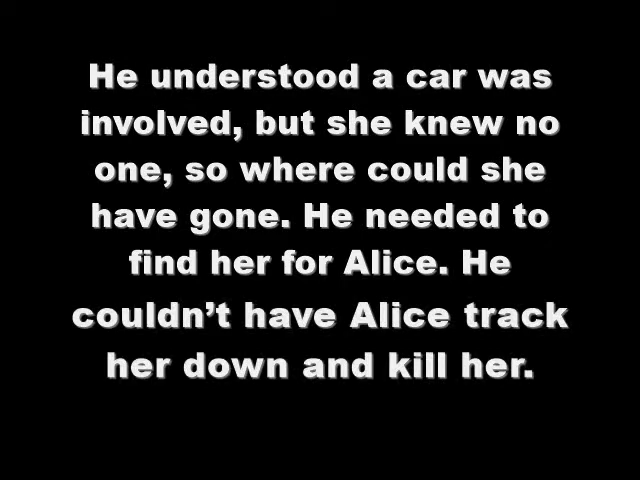 He understood a car was
involved, but she knew no
one, so where could she
have gone. He needed to
find her for Alice. He
couldn’t have Alice track
her down and kill her.